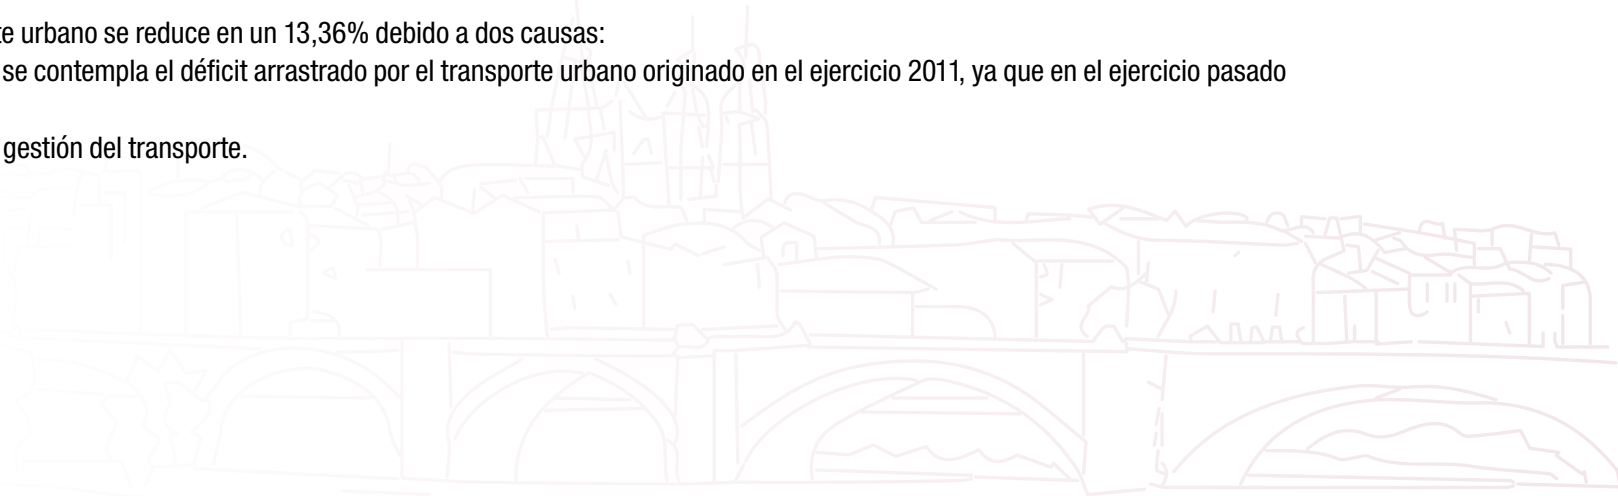 te urbano se reduce en un 13,36% debido a dos causas:
se contempla el déficit arrastrado por el transporte urbano originado en el ejercicio 2011, ya que en el ejercicio pasado
gestión del transporte.